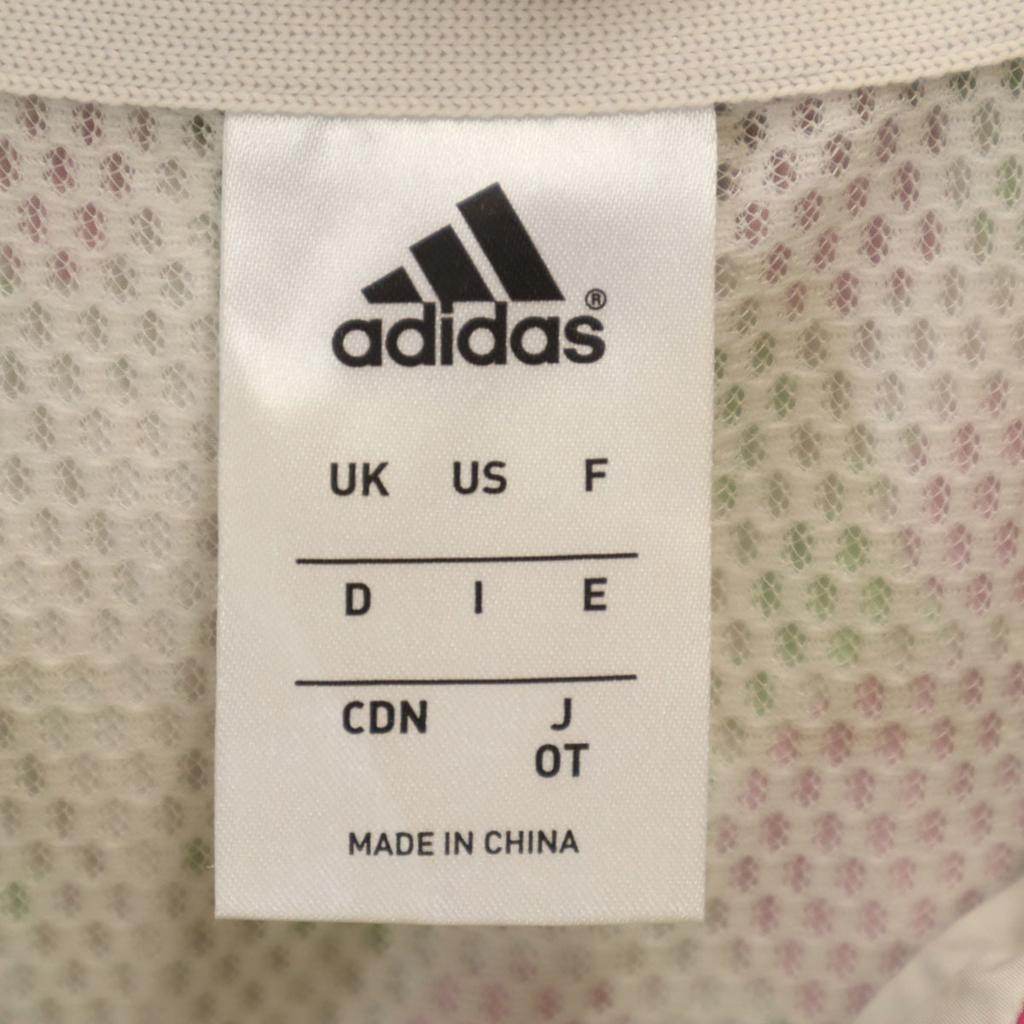 adidas®
UK US F
D I E
CDN J
OT
MADE IN CHINA